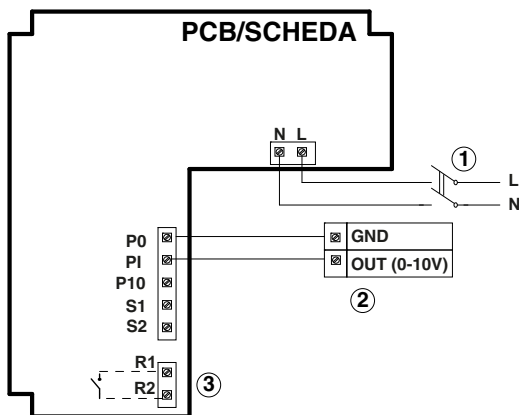 PCB/SCHEDA
N L
1
L
N
P0
PI
P10
S1
S2
GND
OUT (0-10V)
2
R1
R2
3